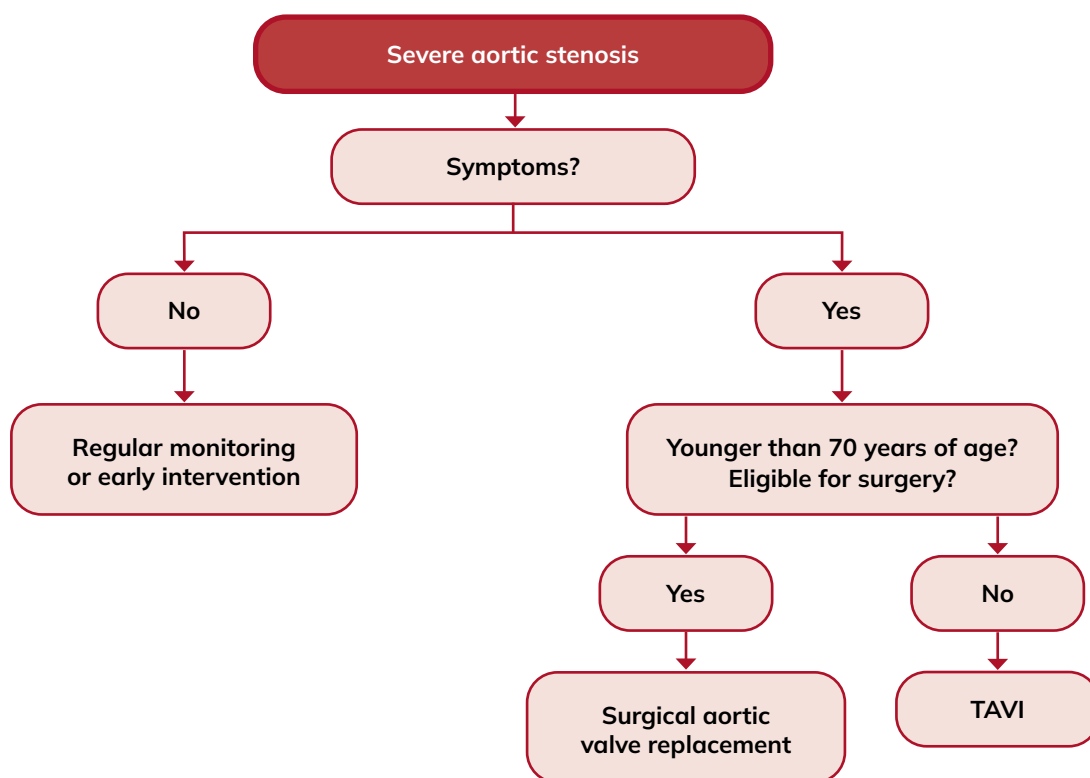 Severe aortic stenosis
Symptoms?
No
Yes
Regular monitoring
or early intervention
Younger than 70 years of age?
Eligible for surgery?
Yes
No
Surgical aortic
valve replacement
TAVI